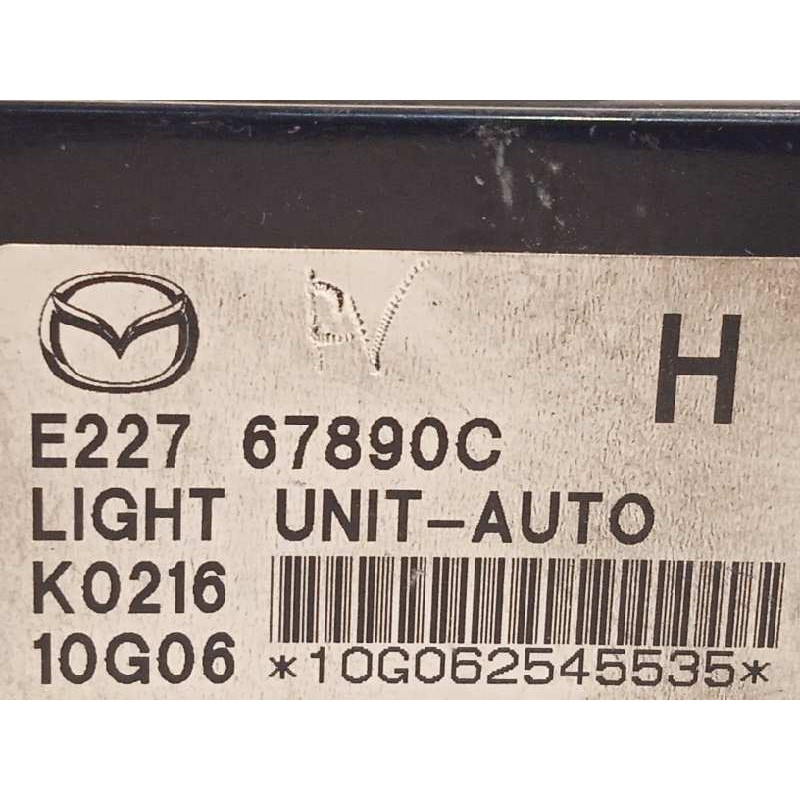 H
E227 67890C
LIGHT UNIT-AUTO
K0216
10G06
*10G062545535*